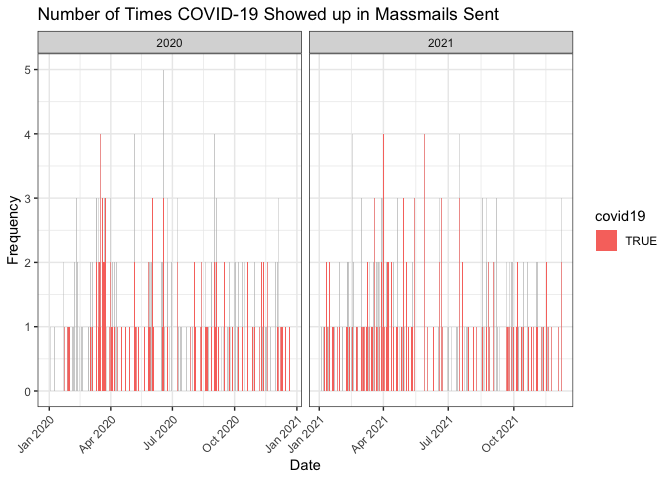 Number of Times COVID-19 Showed up in Massmails Sent
2020
2021
5
4
3
2
1
0
Frequency
Jan 2020
Apr 2020
Jul 2020
Oct 2020
Jan 2021
Jan 2021
Apr 2021
Jul 2021
Oct 2021
Date
covid19
TRUE